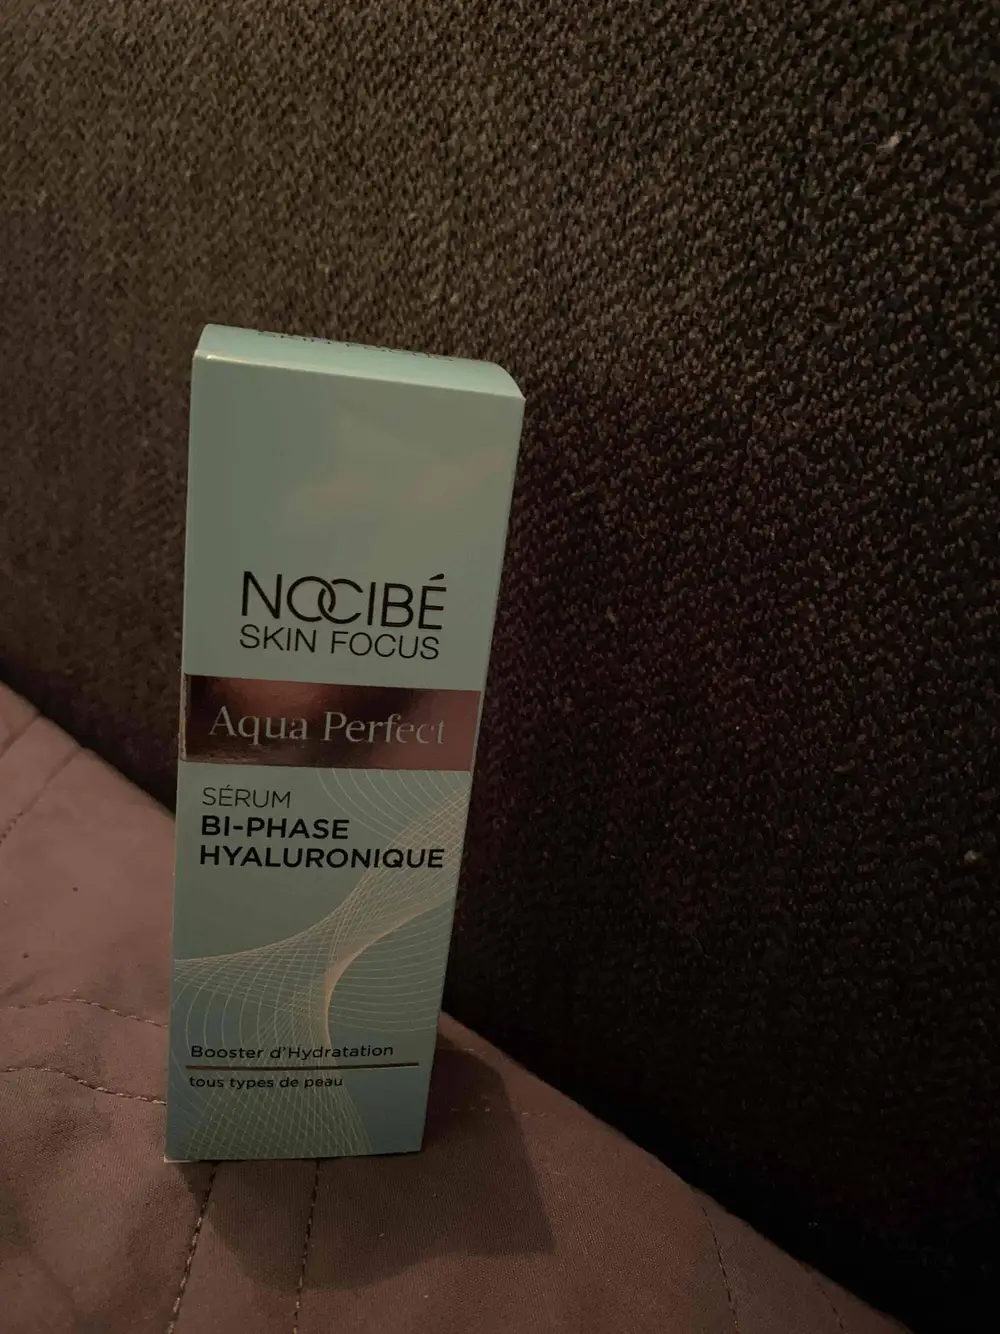 NOCIBÉ
SKIN FOCUS
Aqua Perfect
SÉRUM
BI-PHASE
HYALURONIQUE
Booster d'Hydratation
tous types de peau